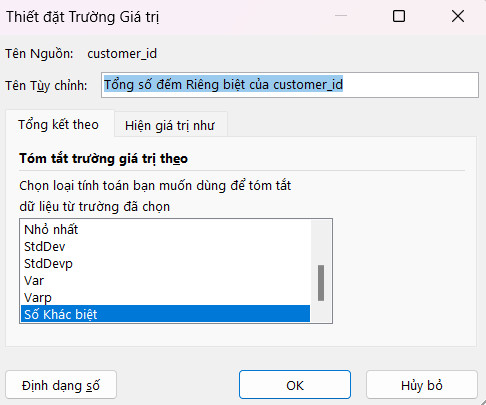 Thiết đặt Trường Giá trị
Tên Nguồn: customer_id
Tên Tùy chỉnh: Tổng số đếm Riêng biệt của customer_id
Tổng kết theo Hiện giá trị như
Tóm tắt trường giá trị theo
Chọn loại tính toán bạn muốn dùng để tóm tắt
dữ liệu từ trường đã chọn
Nhỏ nhất
StdDev
StdDevp
Var
Varp
Số Khác biệt
Định dạng số OK Hủy bỏ